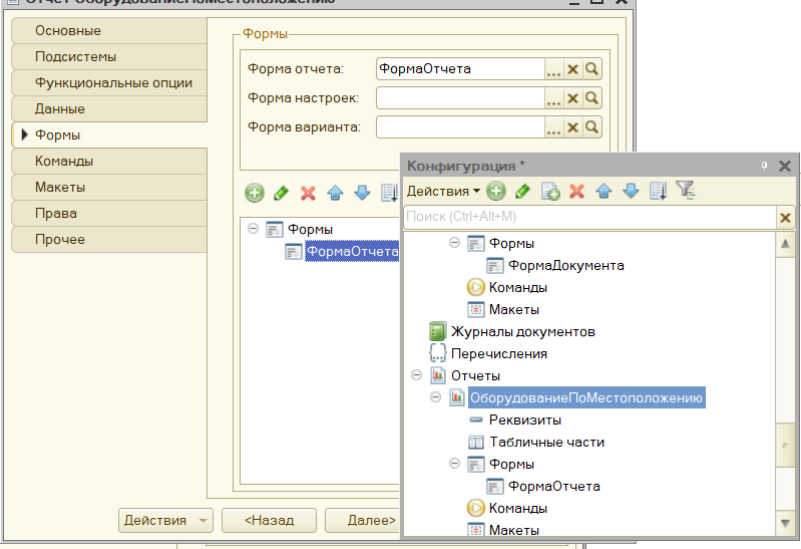 Отчет ОборудованиеПоМестоположению
Основные
Подсистемы
Функциональные опции
Данные
Формы
Команды
Макеты
Права
Прочее
Формы
Форма отчета: ФормаОтчета ...
Форма настроек: ...
Форма варианта: ...
Формы
ФормаОтчета
Действия
<Назад
Далее>
Конфигурация *
Действия
Поиск (Ctrl+Alt+M)
Формы
ФормаДокумента
Команды
Макеты
Журналы документов
Перечисления
Отчеты
ОборудованиеПоМестоположению
Реквизиты
Табличные части
Формы
ФормаОтчета
Команды
Макеты